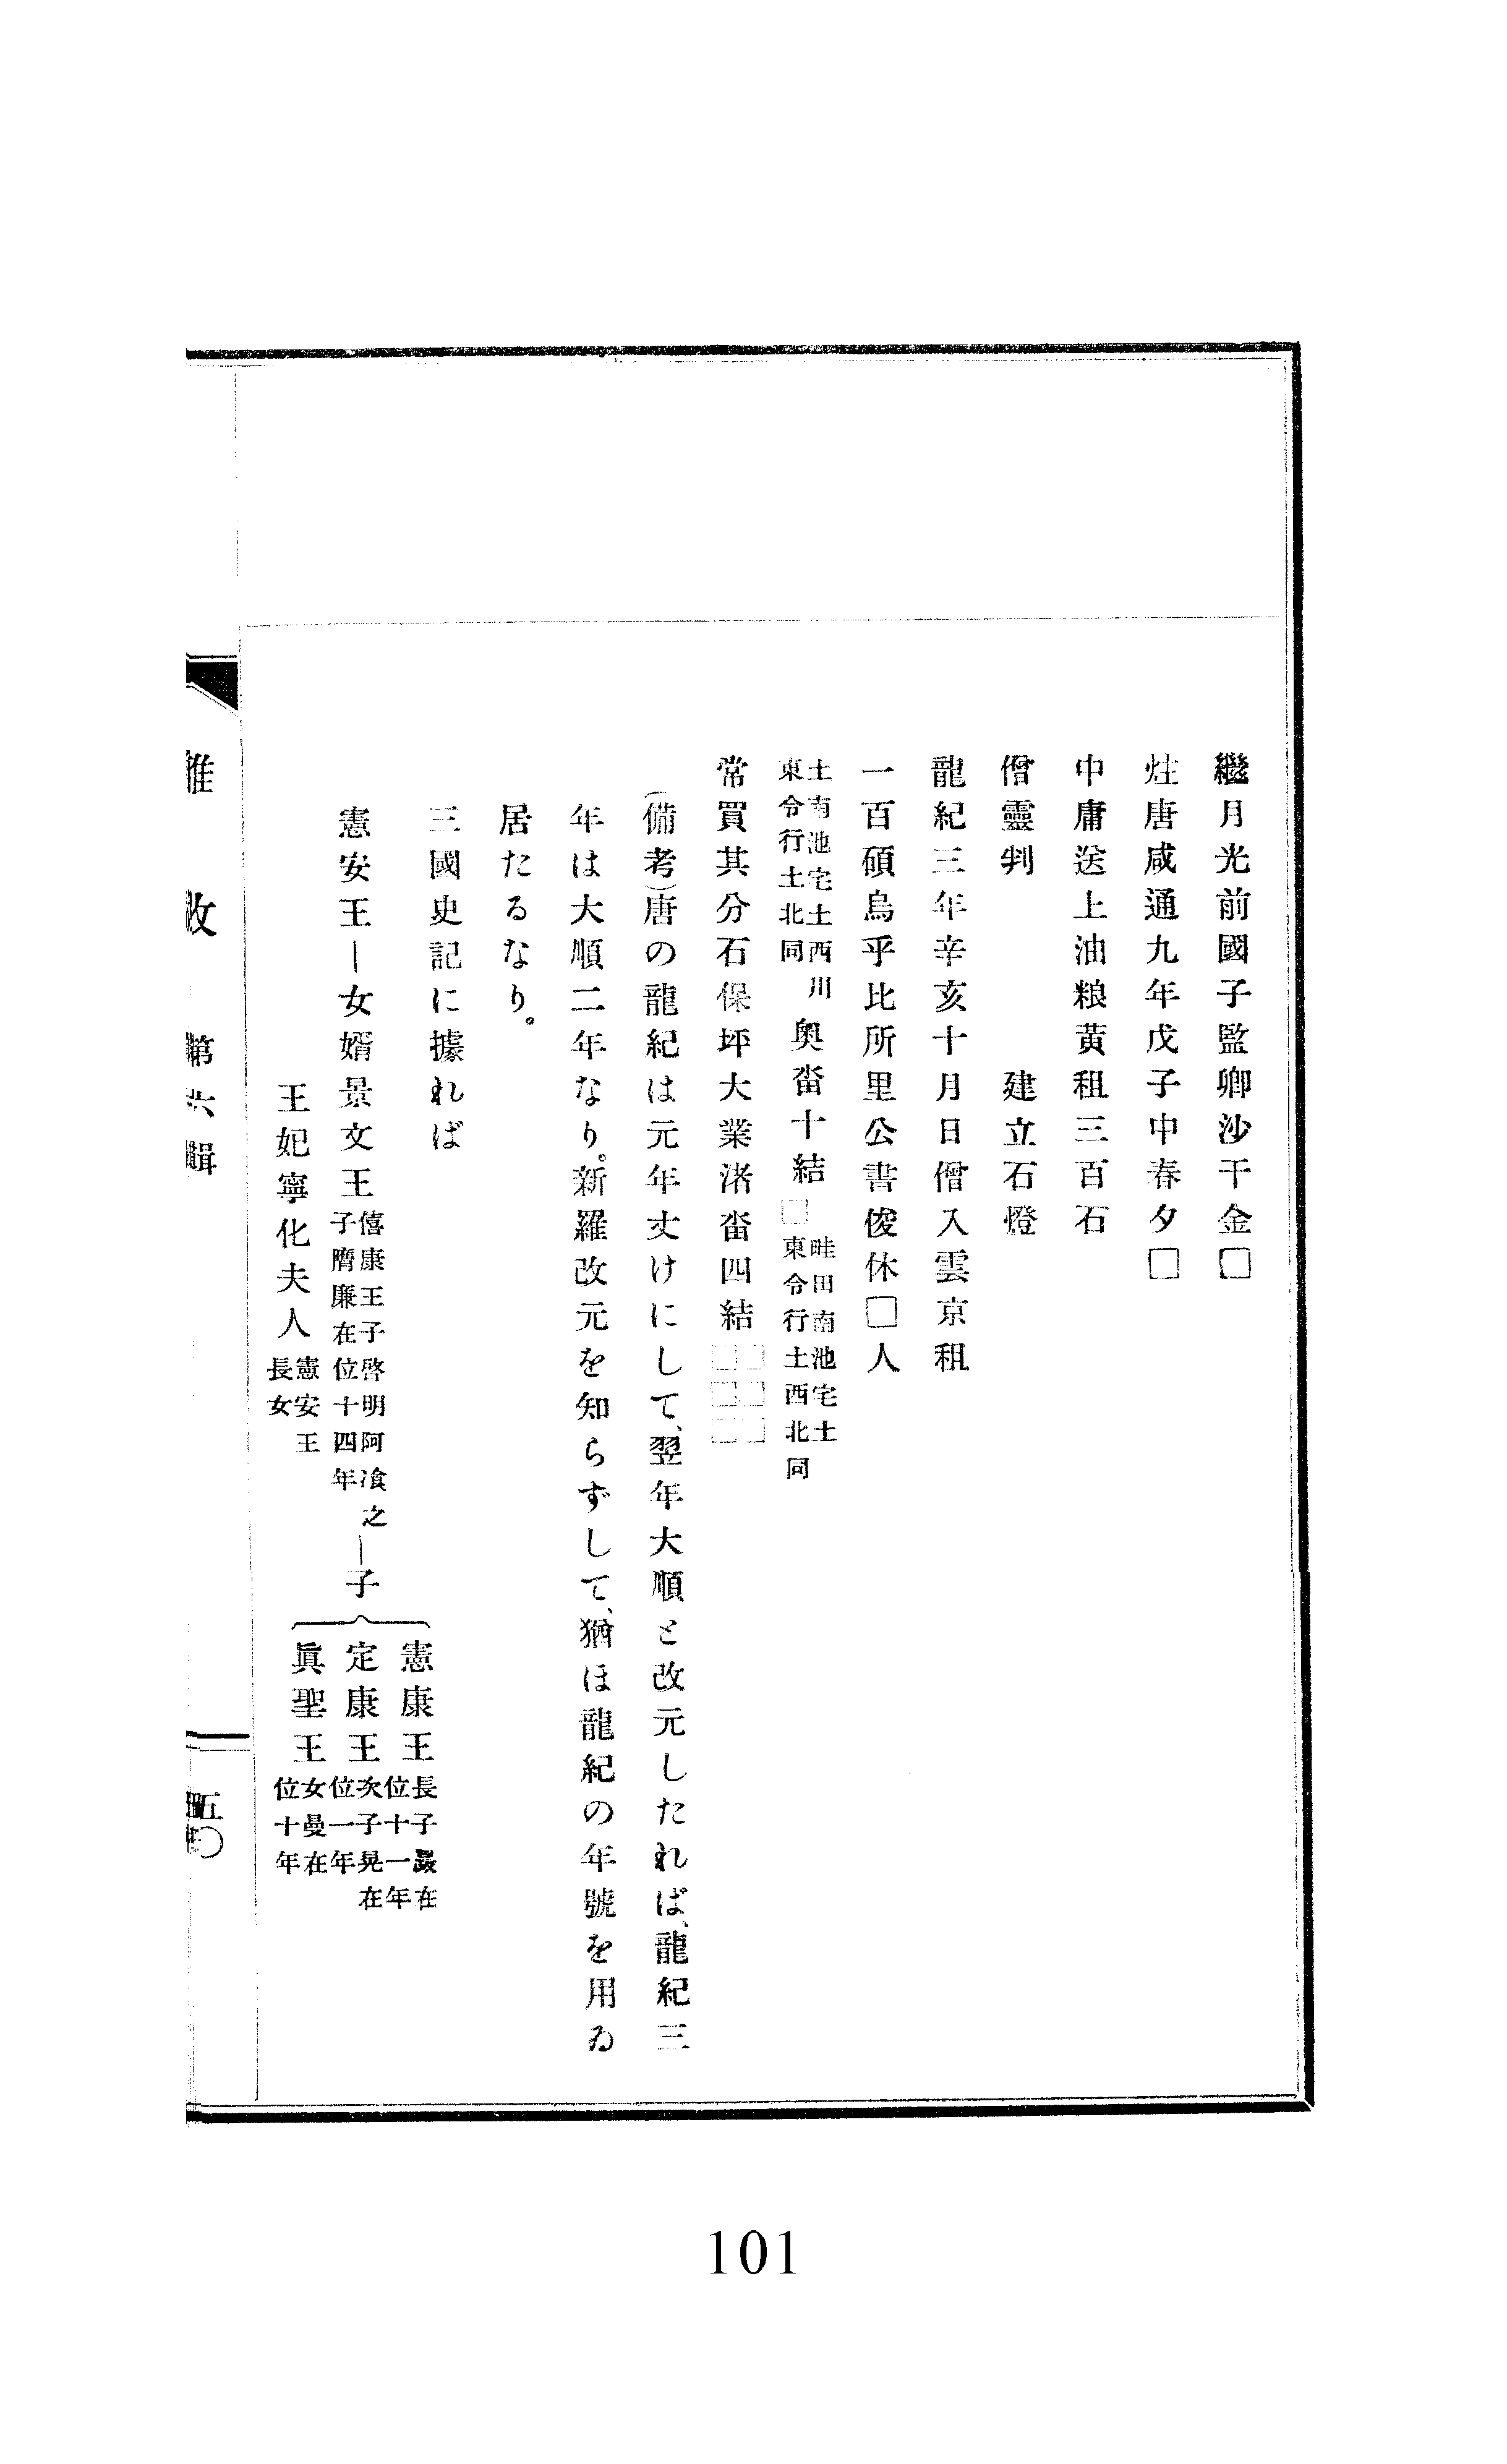 繼月光前國子監卿沙干金□
炷唐咸通九年戊子中春夕□
中庸送上油粮黃租三百石
僧靈判　　　　建立石燈
龍紀三年辛亥十月日僧入雲京租
一百碩烏乎比所里公書俊休□人
土南池宅土西川
東令行土北同
奧畓十結
畦田南池宅土
□東令行土西北同
常買其分石保坪大業渚畓四結□□□□□□
(備考)唐の龍紀は元年丈けにして、翌年大順と改元したれば、龍紀三
年は大順二年なり。新羅改元を知らずして、猶ほ龍紀の年號を用ゐ
居たるなり。
三國史記に據れば
憲安王―女婿景文王
僖康王子啓明阿飡之
子膺廉在位十四年
―子
憲康王
長子晸在
位十一年
定康王
次子晃在
位一年
眞聖王
女曼在
位十年
王妃寧化夫人
憲安王
長女
雜攷　第六輯
五〇
101